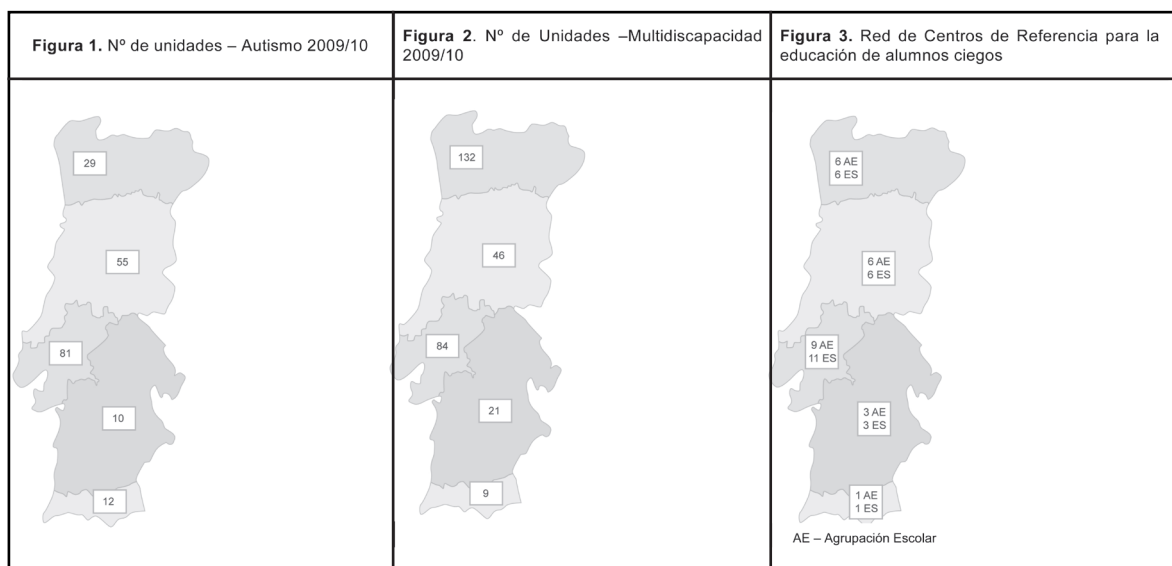 Figura 1. Nº de unidades – Autismo 2009/10
29
55
81
10
12
Figura 2. Nº de Unidades –Multidiscapacidad
2009/10
132
46
84
21
9
Figura 3. Red de Centros de Referencia para la
educación de alumnos ciegos
6 AE
6 ES
6 AE
6 ES
9 AE
11 ES
3 AE
3 ES
1 AE
1 ES
AE – Agrupación Escolar